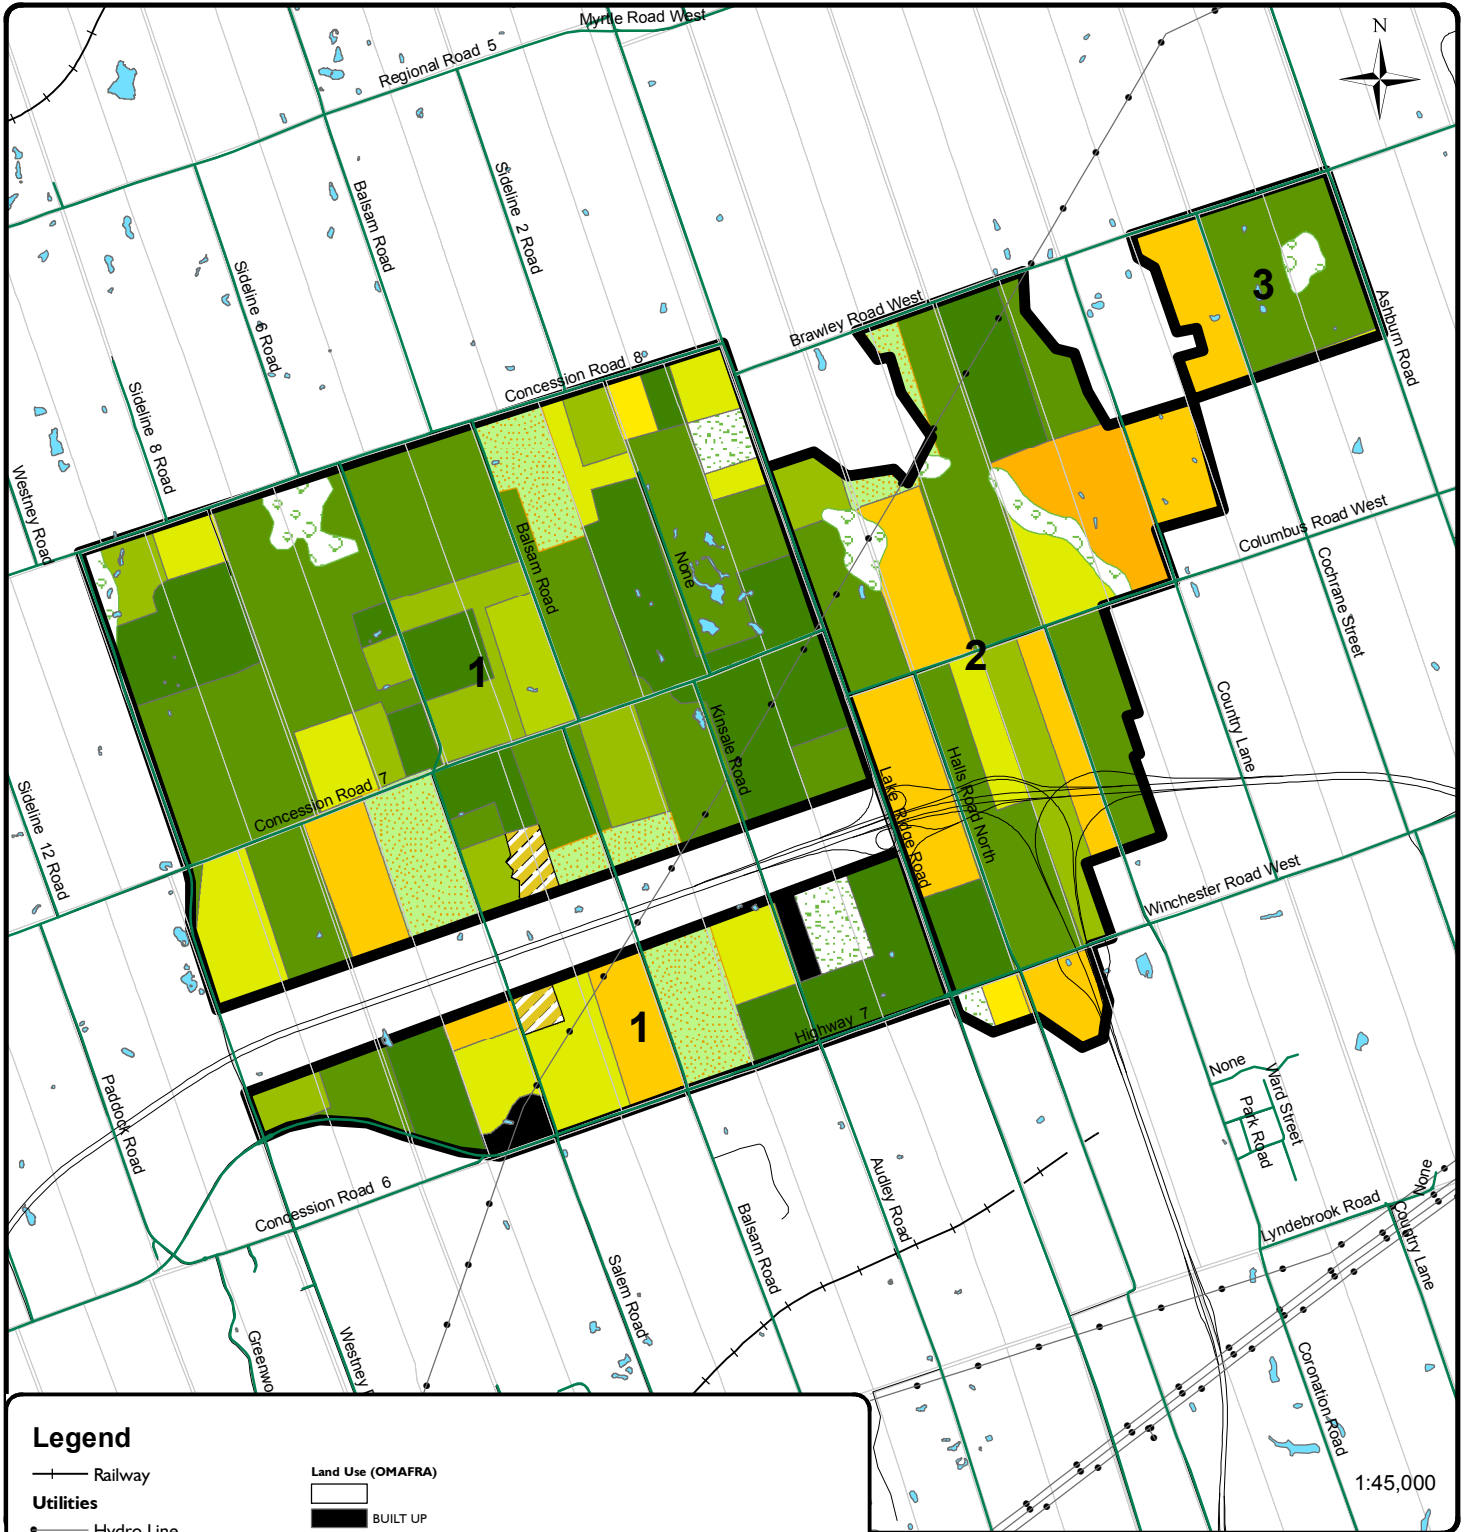 Myrtle Road West
N
Regional Road 5
Sideline 2 Road
Balsam Road
Sideline 6 Road
3
Brawley Road West
Ashburn Road
Concession Road 8
Sideline 8 Road
Westney Road
Columbus Road West
Balsam Road
None
Cochrane Street
1
2
Country Lane
Kinsale Road
Halls Road North
Lake Ridge Road
Concession Road 7
Sideline 12 Road
Winchester Road West
1
Highway 7
None
Ward Street
Park Road
Paddock Road
Concession Road 6
Audley Road
None
Lyndebrook Road
Country Lane
Balsam Road
Salem Road
Greenwo
Westney R
Coronation Road
Legend
Railway
Utilities
Hydro Line
Land Use (OMAFRA)
BUILT UP
1:45,000